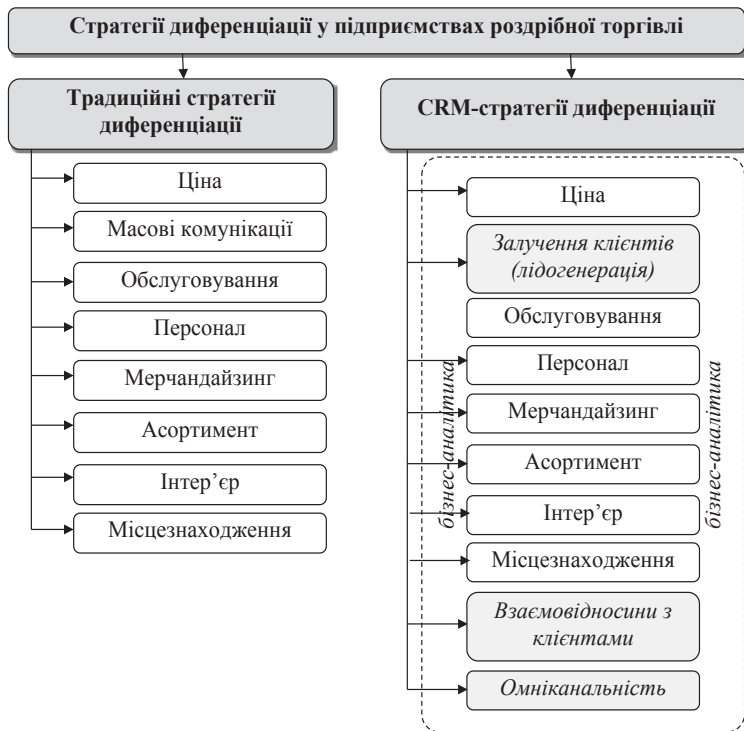 Стратегії диференціації у підприємствах роздрібної торгівлі
Традиційні стратегії
диференціації
Ціна
Масові комунікації
Обслуговування
Персонал
Мерчандайзинг
Асортимент
Інтер’єр
Місцезнаходження
CRM-стратегії диференціації
Ціна
Залучення клієнтів
(лідогенерація)
Обслуговування
Персонал
Мерчандайзинг
Асортимент
Інтер’єр
Місцезнаходження
Взаємовідносини з
клієнтами
Омніканальність
бізнес-аналітика
бізнес-аналітика